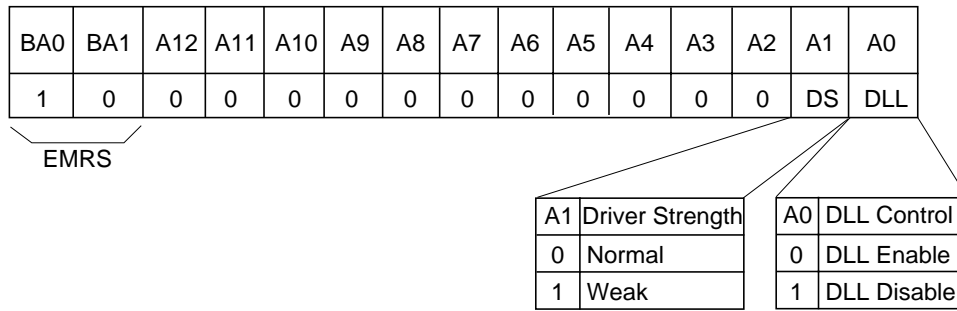 BA0 BA1 A12 A11 A10 A9 A8 A7 A6 A5 A4 A3 A2 A1 A0
1 0 0 0 0 0 0 0 0 0 0 0 0 DS DLL
EMRS
A1 Driver Strength
0 Normal
1 Weak
A0 DLL Control
0 DLL Enable
1 DLL Disable